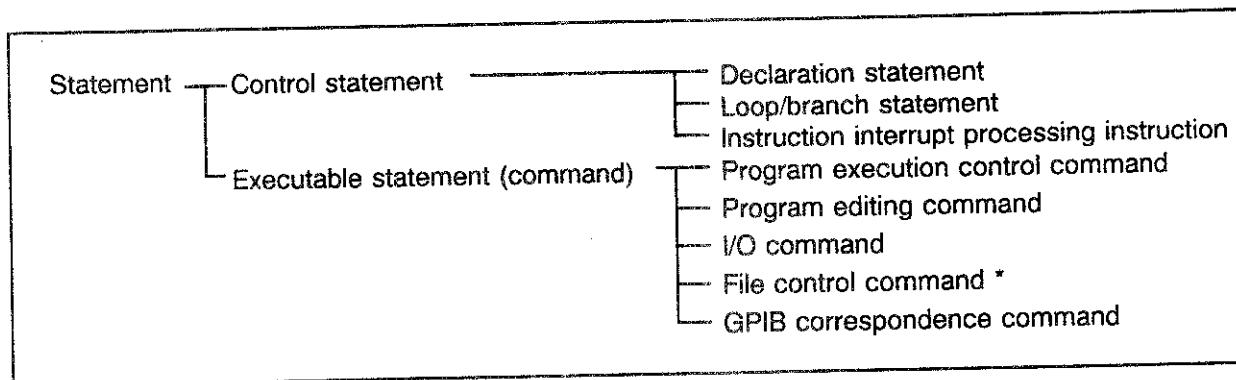 Statement Control statement Declaration statement
Loop/branch statement
Instruction interrupt processing instruction
Executable statement (command) Program execution control command
Program editing command
I/O command
File control command *
GPIB correspondence command